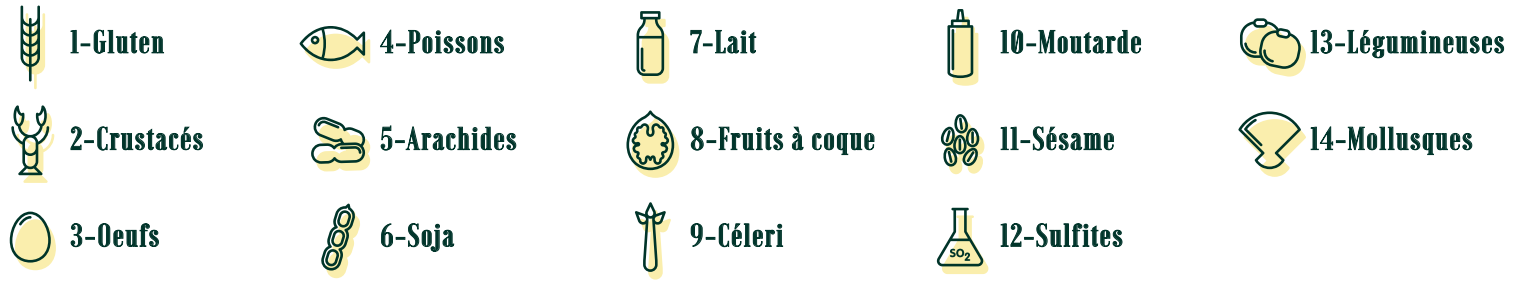 1-Gluten
2-Crustacés
3-Oeufs
4-Poissons
5-Arachides
6-Soja
7-Lait
8-Fruits à coque
9-Céleri
10-Moutarde
11-Sésame
SO2
12-Sulfites
13-Légumineuses
14-Mollusques